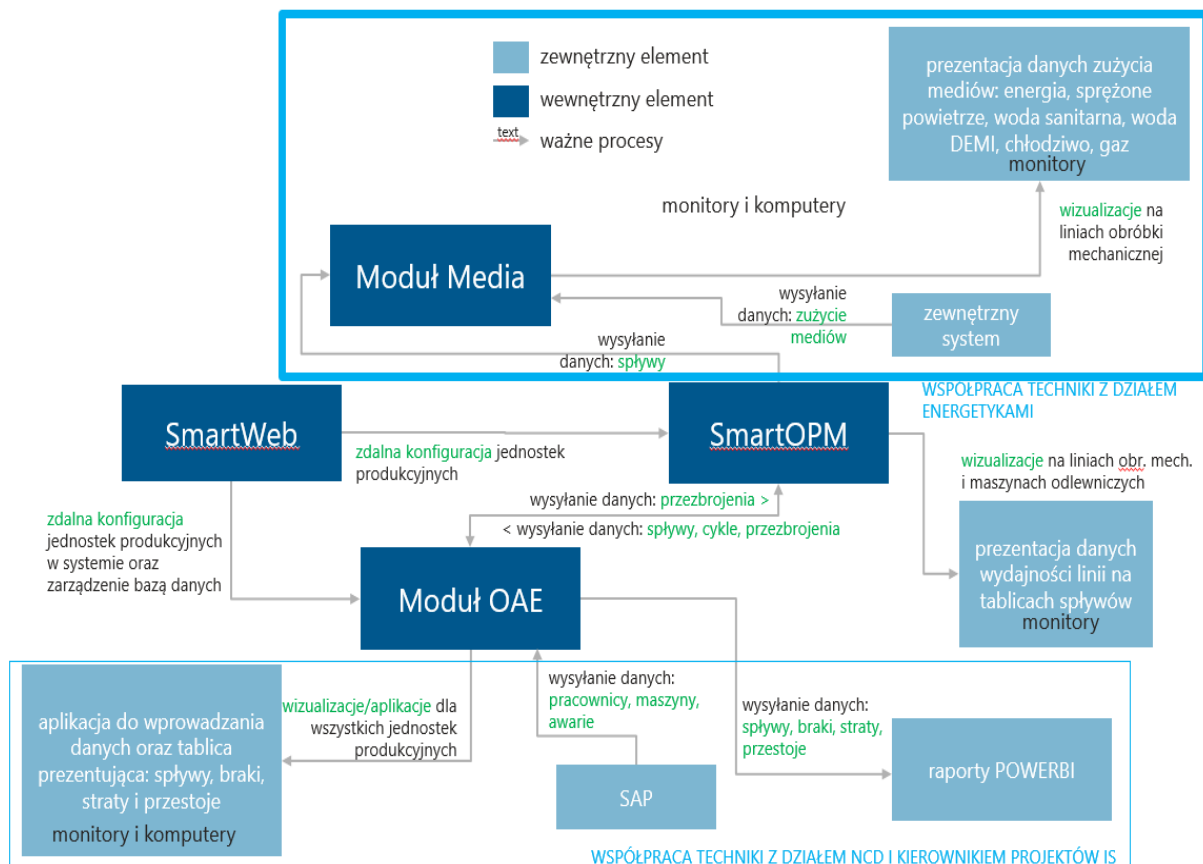 zewnętrzny element
wewnętrzny element
text
ważne procesy
prezentacja danych zużycia
mediów: energia, sprężone
powietrze, woda sanitarna, woda
DEMI, chłodziwo, gaz
monitory
monitory i komputery
wizualizacje na
liniach obróbki
mechanicznej
Moduł Media
wysyłanie
danych: zużycie
mediów
zewnętrzny
system
wysyłanie
danych: spływy
WSPÓŁPRACA TECHNIKI Z DZIAŁEM
ENERGETYKAMI
SmartWeb
SmartOPM
zdalna konfiguracja jednostek
produkcyjnych
wizualizacje na liniach obr. mech.
i maszynach odlewniczych
wysyłanie danych: przezbrojenia >
< wysyłanie danych: spływy, cykle, przezbrojenia
zdalna konfiguracja
jednostek produkcyjnych
w systemie oraz
zarządzenie bazą danych
Moduł OAE
prezentacja danych
wydajności linii na
tablicach spływów
monitory
aplikacja do wprowadzania
danych oraz tablica
prezentująca: spływy, braki,
straty i przestoje
monitory i komputery
wizualizacje/aplikacje dla
wszystkich jednostek
produkcyjnych
wysyłanie danych:
pracownicy, maszyny,
awarie
SAP
wysyłanie danych:
spływy, braki, straty,
przestoje
raporty POWERBI
WSPÓŁPRACA TECHNIKI Z DZIAŁEM NCD I KIEROWNIKIEM PROJEKTÓW IS